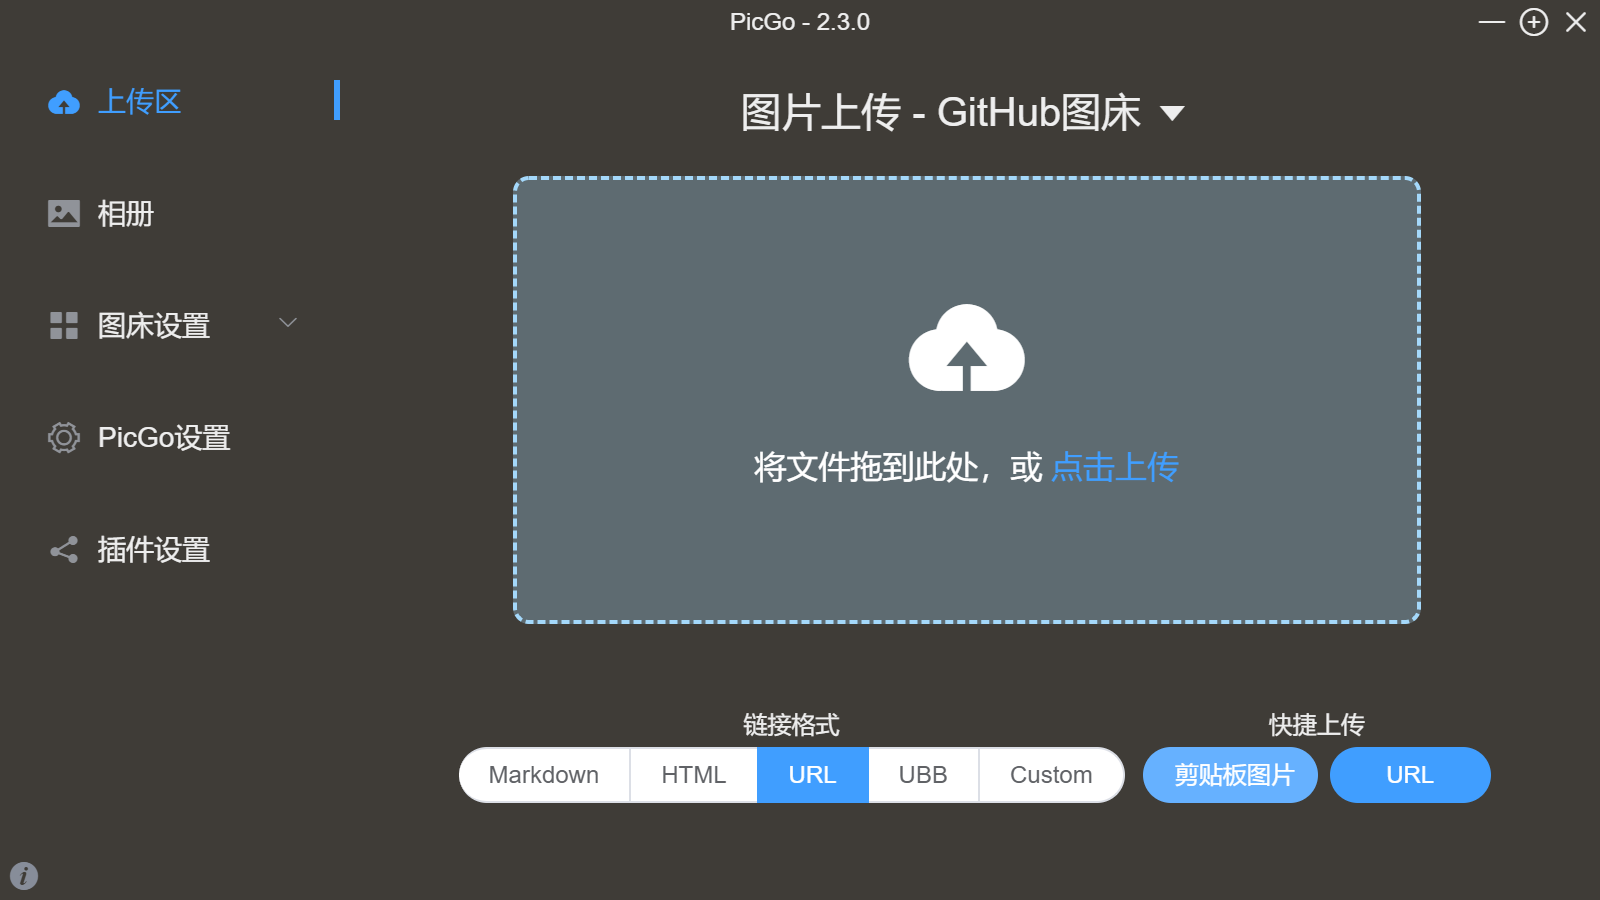 PicGo - 2.3.0
上传区
相册
图床设置
PicGo设置
插件设置
图片上传 - GitHub图床
将文件拖到此处，或 点击上传
链接格式
Markdown HTML URL UBB Custom
快捷上传
剪贴板图片 URL
i